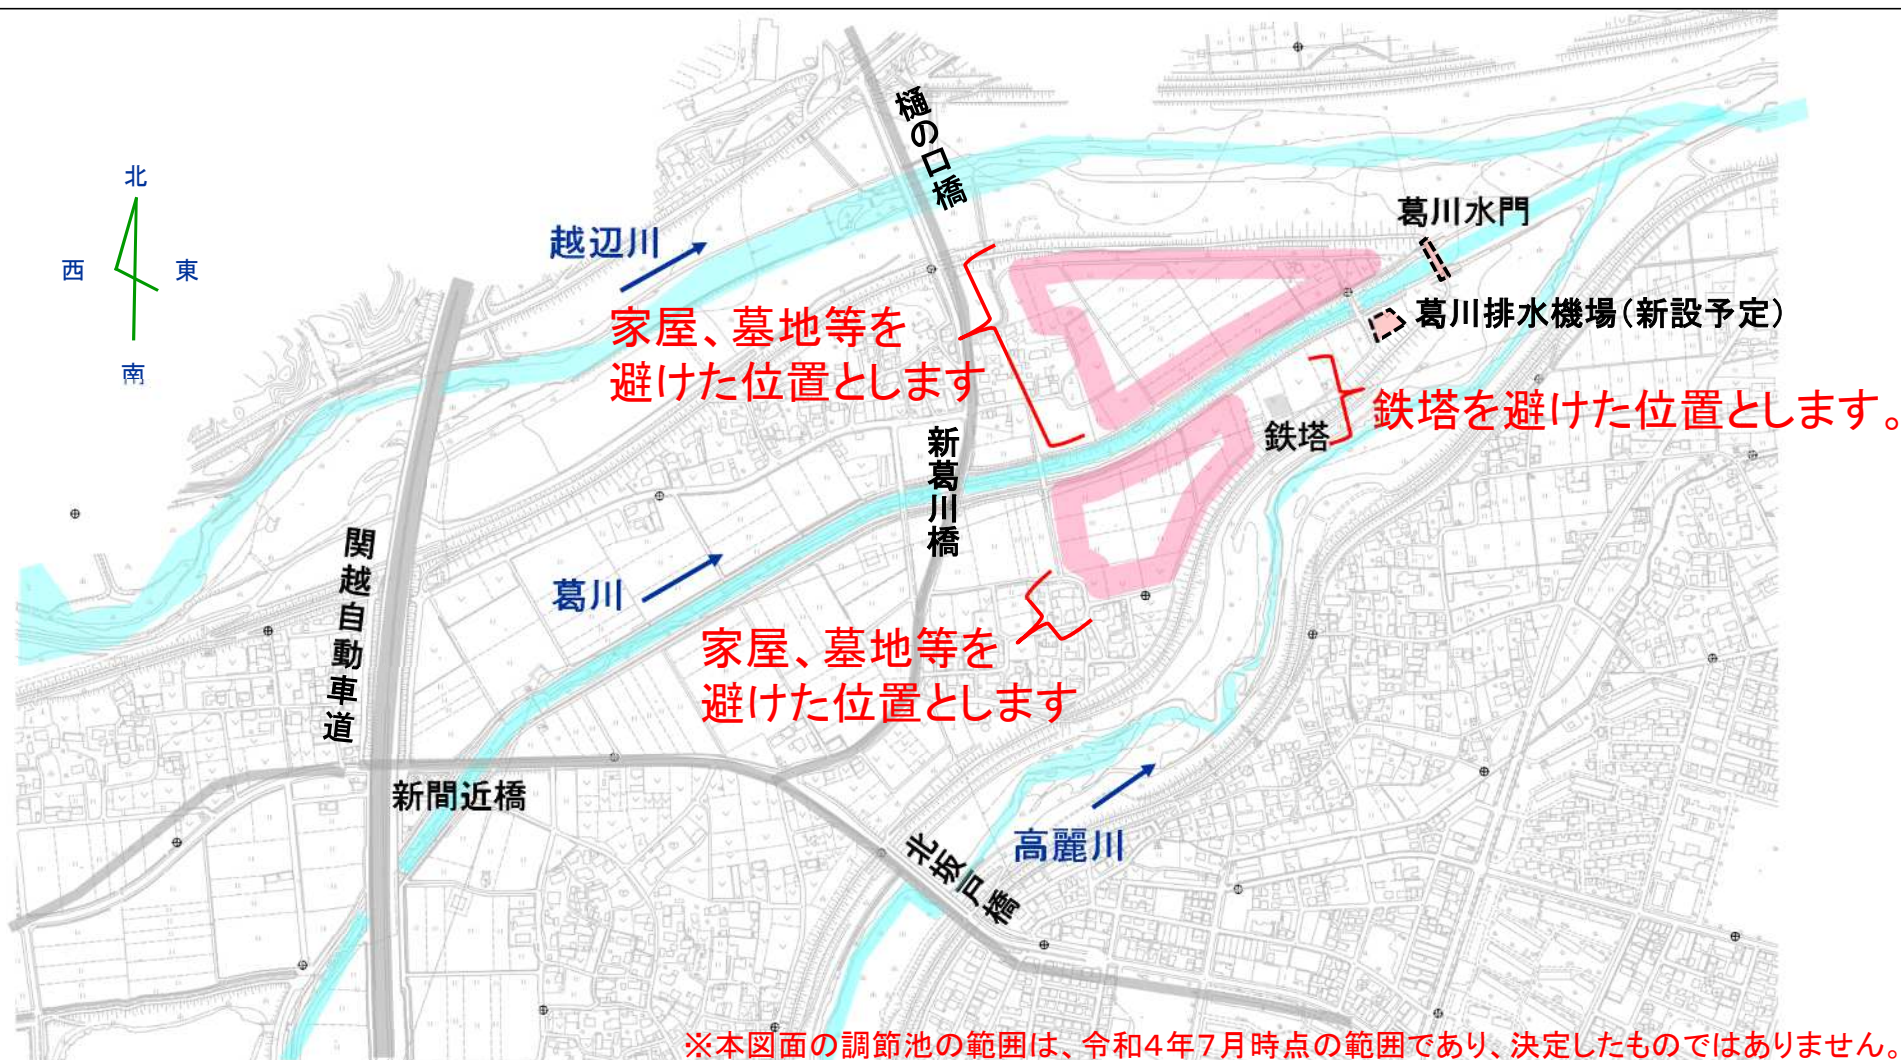 北
西
東
南
樋の口橋
越辺川
葛川水門
葛川排水機場(新設予定)
家屋、墓地等を
避けた位置とします
鉄塔を避けた位置とします。
鉄塔
新葛川橋
関越自動車道
葛川
家屋、墓地等を
避けた位置とします
新間近橋
高麗川
北坂戸橋
※本図面の調節池の範囲は、令和4年7月時点の範囲であり、決定したものではありません。